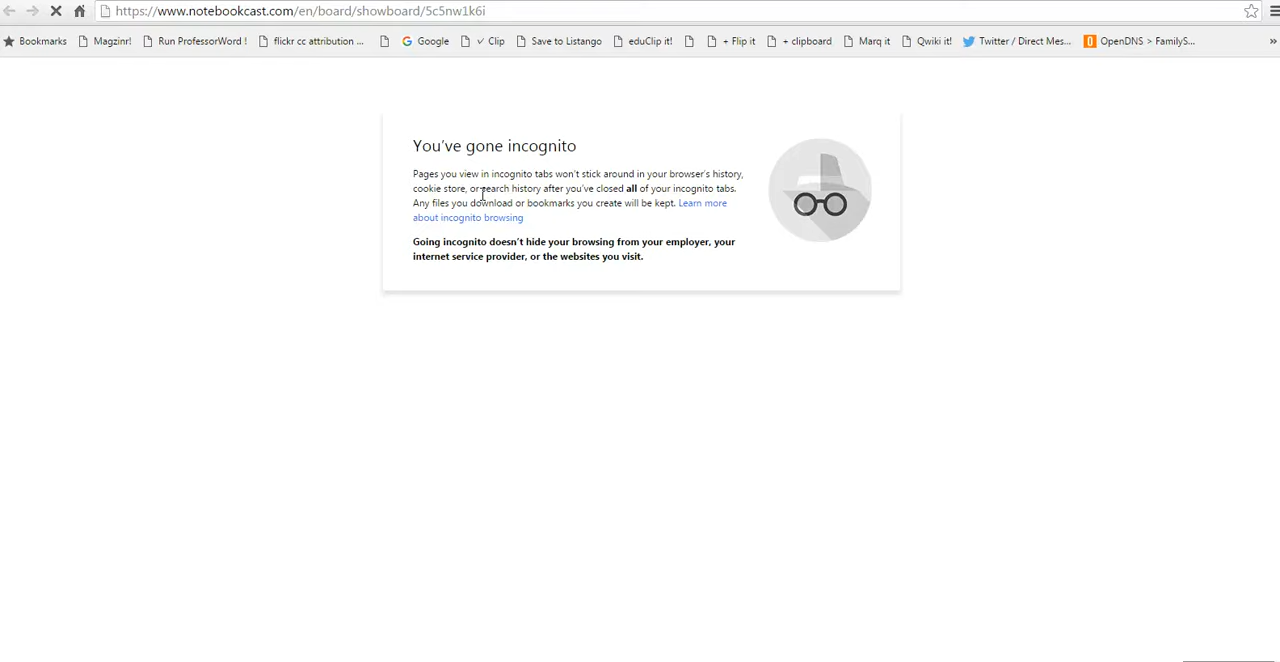 https://www.notebookcast.com/en/board/showboard/5c5nw1k6i
Bookmarks Magzinr! Run ProfessorWord ! flickr cc attribution ... Google ✓ Clip Save to Listango eduClip it! + Flip it + clipboard Marq it Qwiki it! Twitter / Direct Mes... OpenDNS > FamilyS... »
You've gone incognito
Pages you view in incognito tabs won't stick around in your browser's history,
cookie store, or search history after you've closed all of your incognito tabs.
Any files you download or bookmarks you create will be kept. Learn more
about incognito browsing
Going incognito doesn't hide your browsing from your employer, your
internet service provider, or the websites you visit.